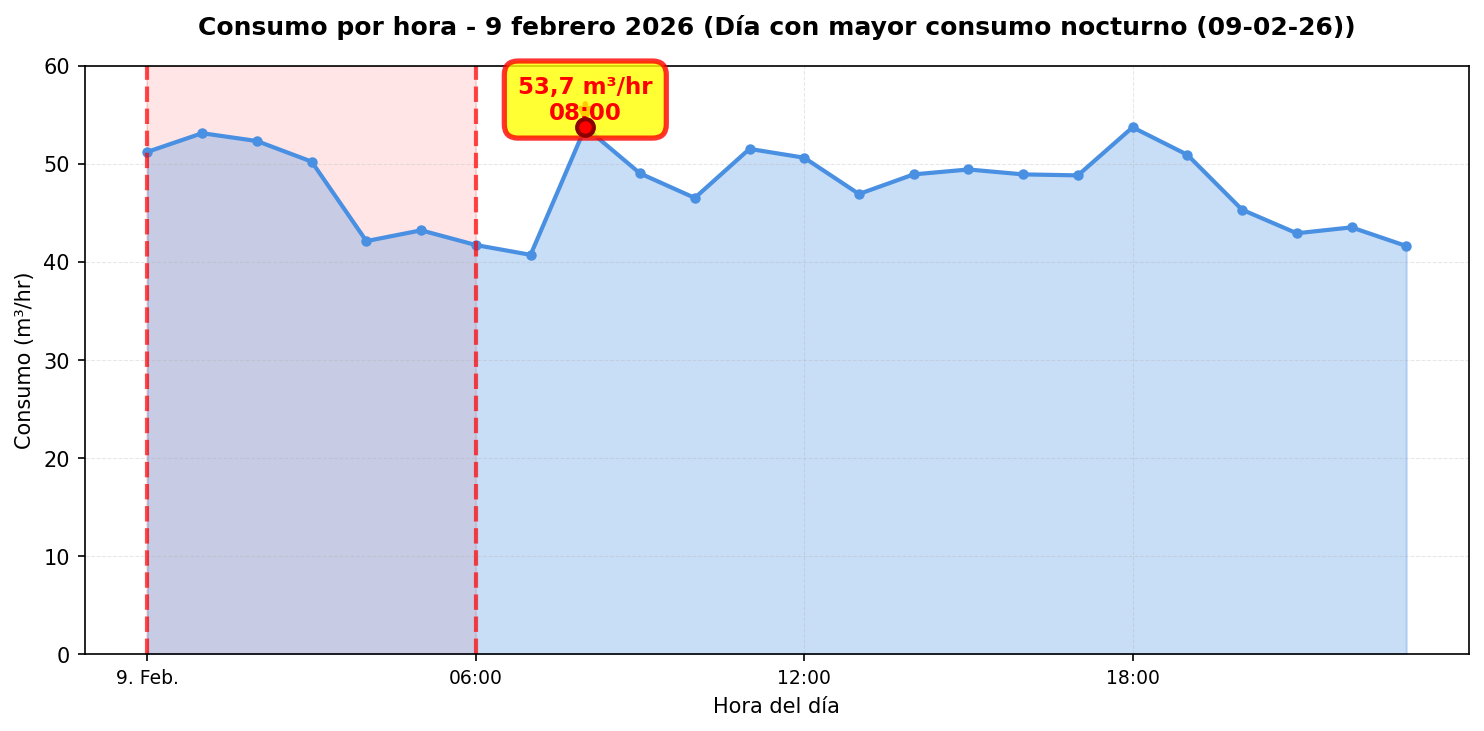 Consumo por hora - 9 febrero 2026 (Día con mayor consumo nocturno (09-02-26))
53,7 m³/hr
08:00
Consumo (m³/hr)
60
50
40
30
20
10
0
9. Feb.
06:00
12:00
18:00
Hora del día